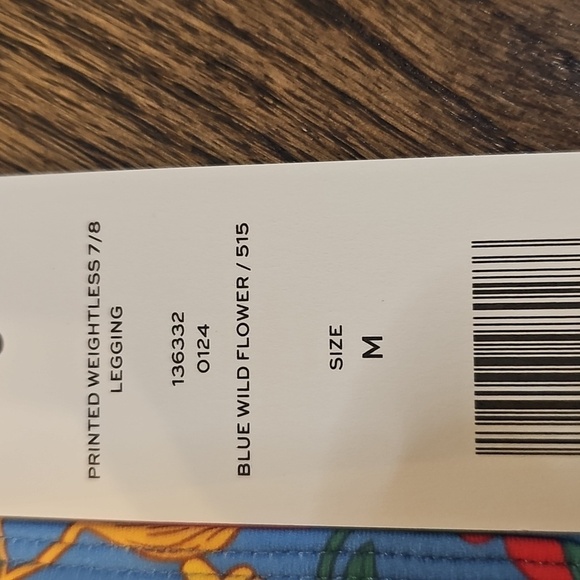 PRINTED WEIGHTLESS 7/8
LEGGING
136332
0124
BLUE WILD FLOWER / 515
SIZE
M